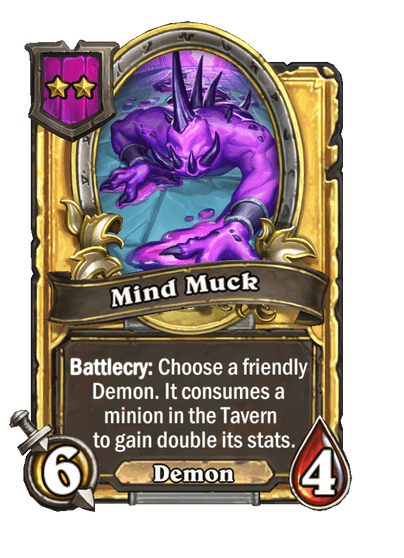 Mind Muck
Battlecry: Choose a friendly
Demon. It consumes a
minion in the Tavern
to gain double its stats.
6
Demon
4